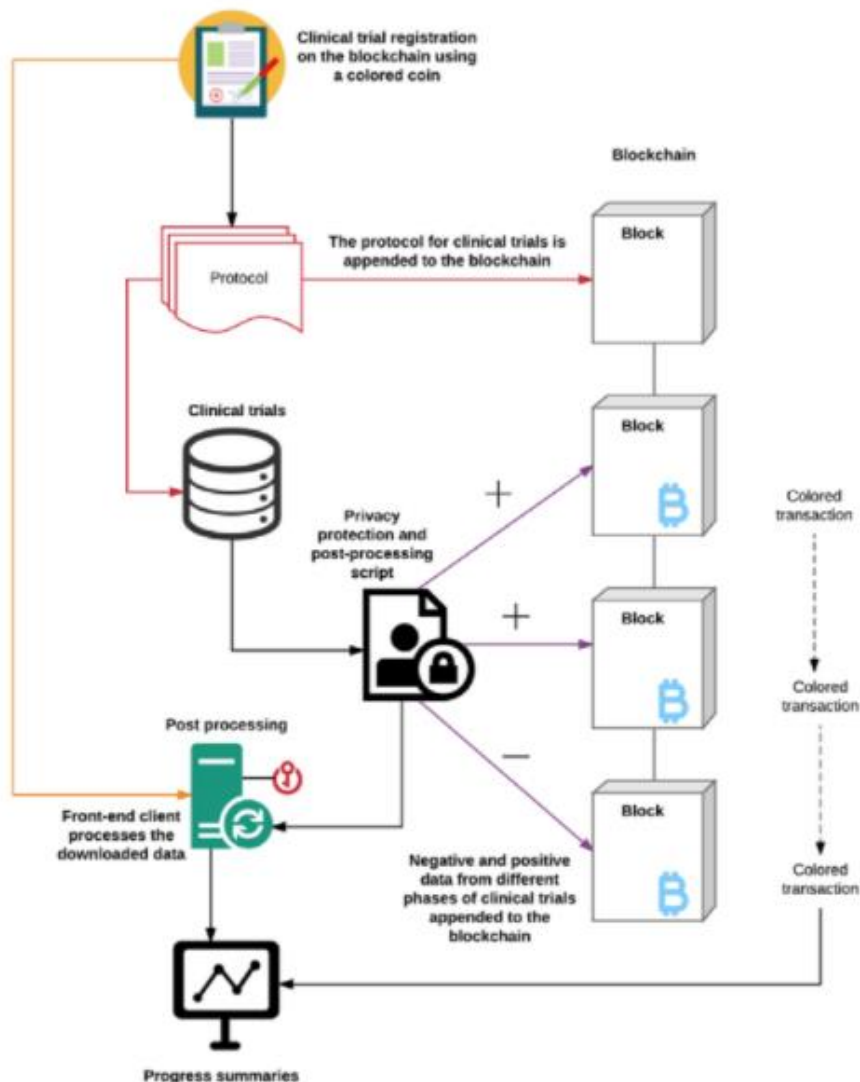 Clinical trial registration
on the blockchain using
a colored coin
Blockchain
Block
The protocol for clinical trials is
appended to the blockchain
Protocol
Clinical trials
Block
Colored
transaction
Privacy
protection and
post-processing
script
Block
Colored
transaction
Post processing
Block
Front-end client
processes the
downloaded data
Negative and positive
data from different
phases of clinical trials
appended to the
blockchain
Colored
transaction
Progress summaries